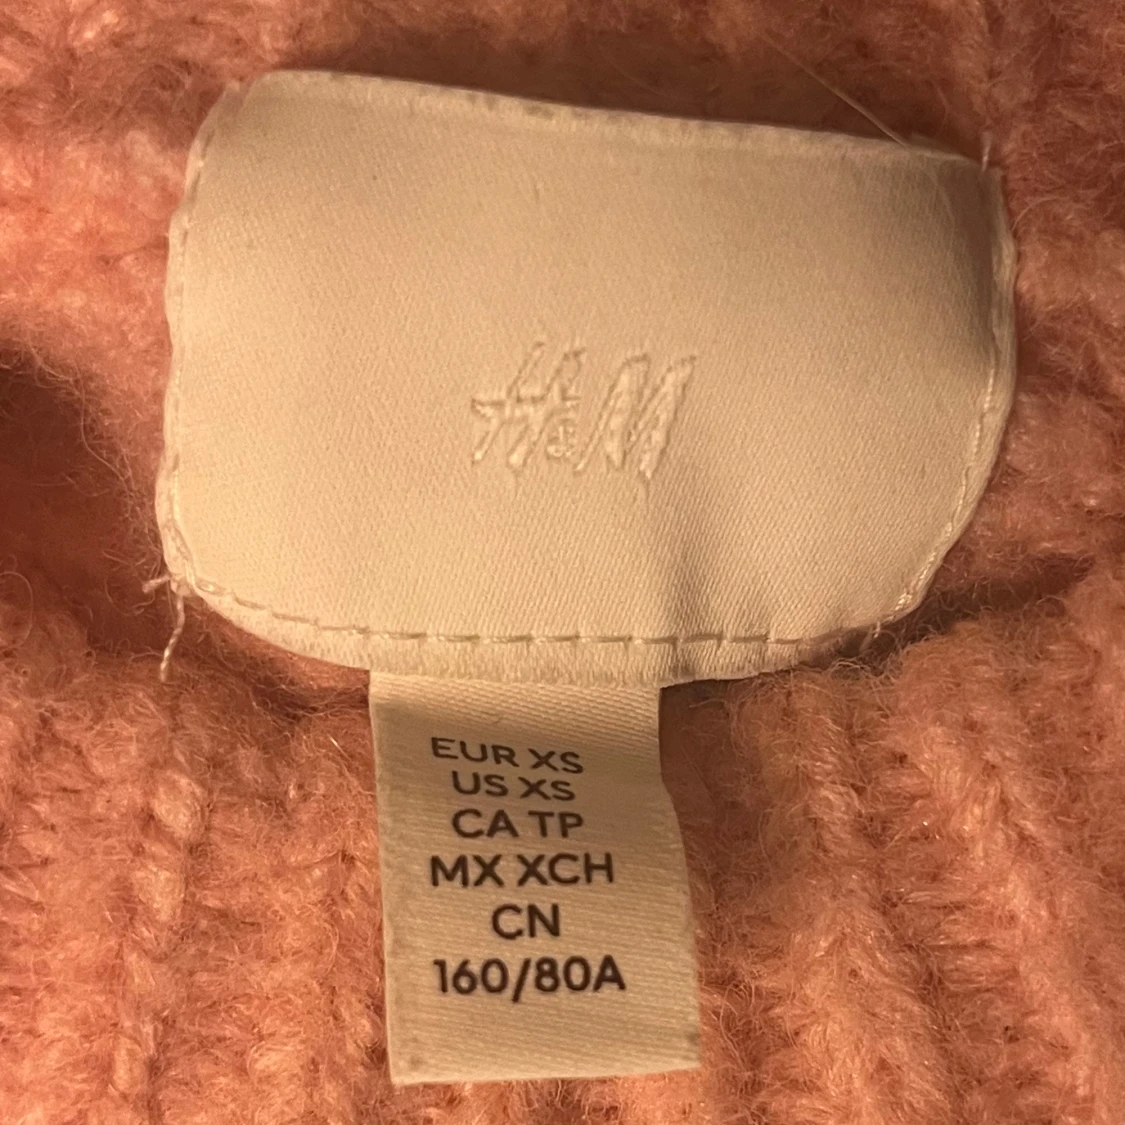 H&M
EUR XS
US XS
CA TP
MX XCH
CN
160/80A